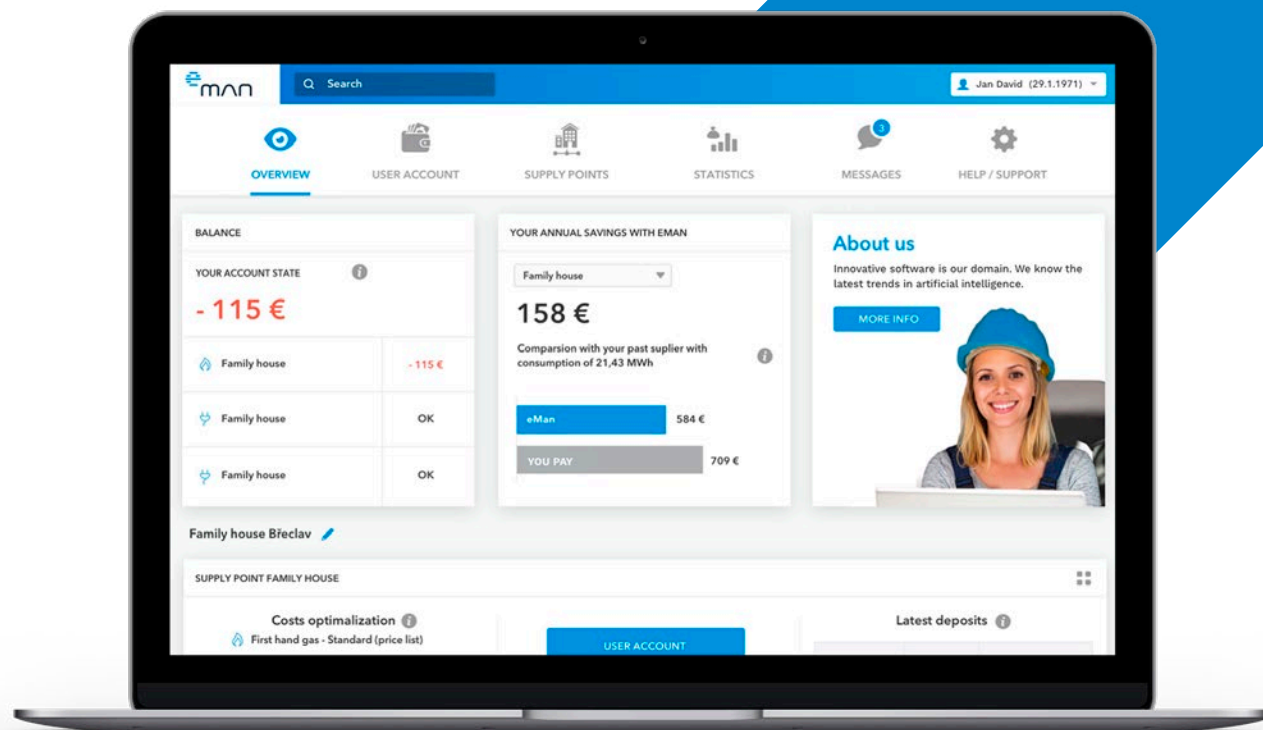 eman
Search
Jan David (29.1.1971)
OVERVIEW
USER ACCOUNT
SUPPLY POINTS
STATISTICS
3
MESSAGES
HELP / SUPPORT
BALANCE
YOUR ACCOUNT STATE
- 115 €
Family house
- 115 €
Family house
OK
Family house
OK
YOUR ANNUAL SAVINGS WITH EMAN
Family house
158 €
Comparsion with your past suplier with
consumption of 21,43 MWh
eMan
584 €
YOU PAY
709 €
About us
Innovative software is our domain. We know the
latest trends in artificial intelligence.
MORE INFO
Family house Břeclav
SUPPLY POINT FAMILY HOUSE
Costs optimalization
First hand gas - Standard (price list)
USER ACCOUNT
Latest deposits